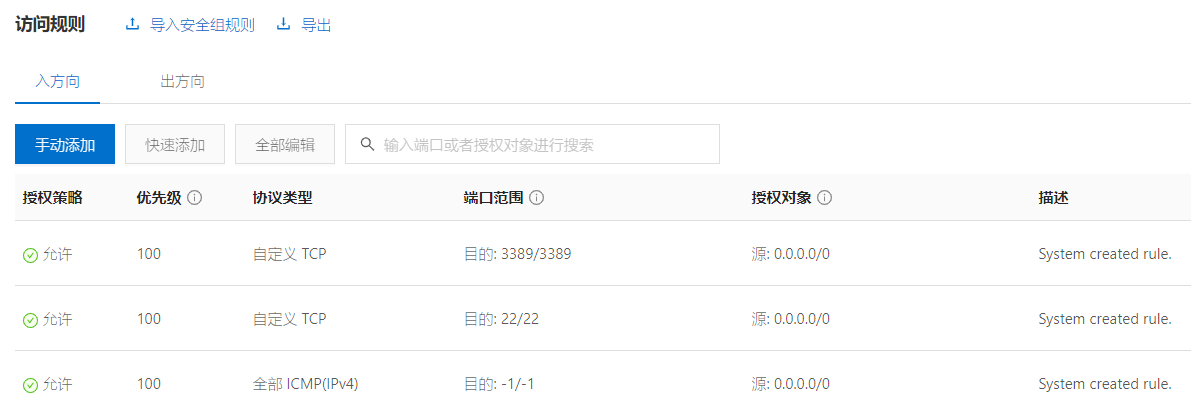 访问规则 导入安全组规则 导出
入方向 出方向
手动添加 快速添加 全部编辑 输入端口或者授权对象进行搜索
授权策略 优先级 协议类型 端口范围 授权对象 描述
允许 100 自定义 TCP 目的: 3389/3389 源: 0.0.0.0/0 System created rule.
允许 100 自定义 TCP 目的: 22/22 源: 0.0.0.0/0 System created rule.
允许 100 全部 ICMP(IPv4) 目的: -1/-1 源: 0.0.0.0/0 System created rule.